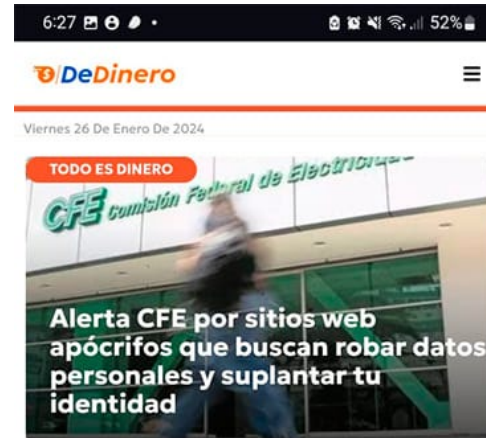 6:27
52%
DeDinero
Viernes 26 De Enero De 2024
TODO ES DINERO
CFE Comisión Federal de Electricidad
Alerta CFE por sitios web
apócrifos que buscan robar datos
personales y suplantar tu
identidad